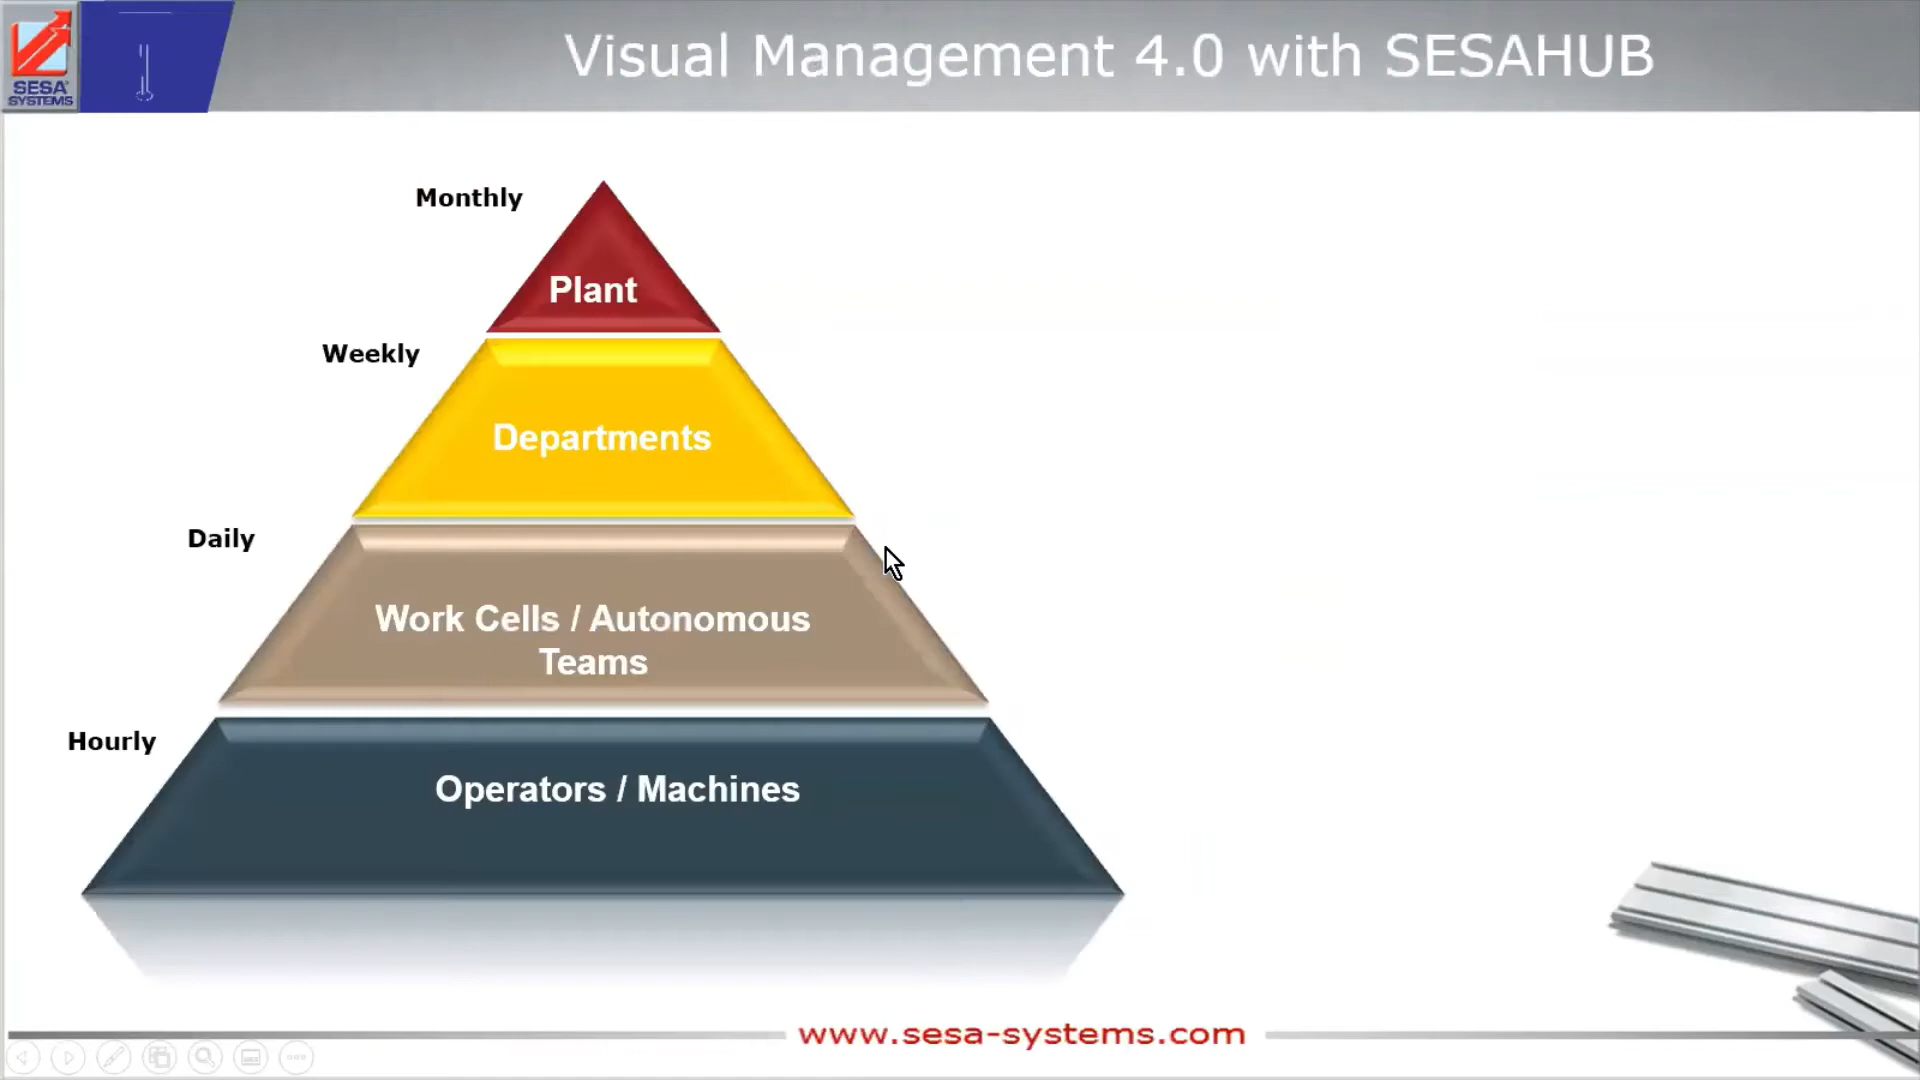 SESA
SYSTEMS
Visual Management 4.0 with SESAHUB
Monthly
Plant
Weekly
Departments
Daily
Work Cells / Autonomous
Teams
Hourly
Operators / Machines
www.sesa-systems.com